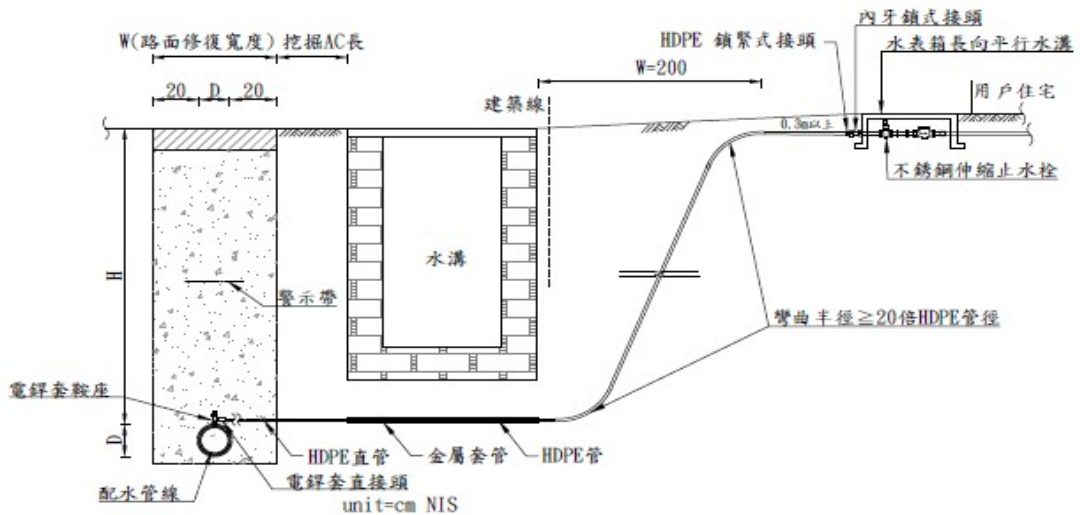 內牙鎖式接頭
W(路面修復寬度) 挖掘AC長
HDPE 鎖緊式接頭
水表箱長向平行水溝
W=200
20 D 20
建築線
用戶住宅
0.3m以上
不銹鋼伸縮止水栓
水溝
H
警示帶
彎曲半徑≧20倍HDPE管徑
電銲套鞍座
D
HDPE直管
金屬套管
HDPE管
電銲套直接頭
配水管線
unit=cm NIS